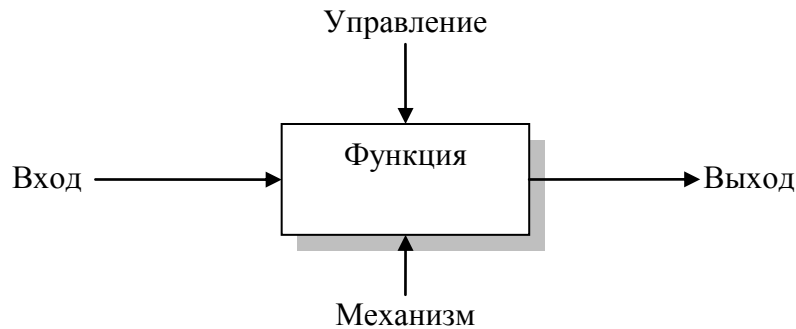 Управление
Функция
Вход
Выход
Механизм